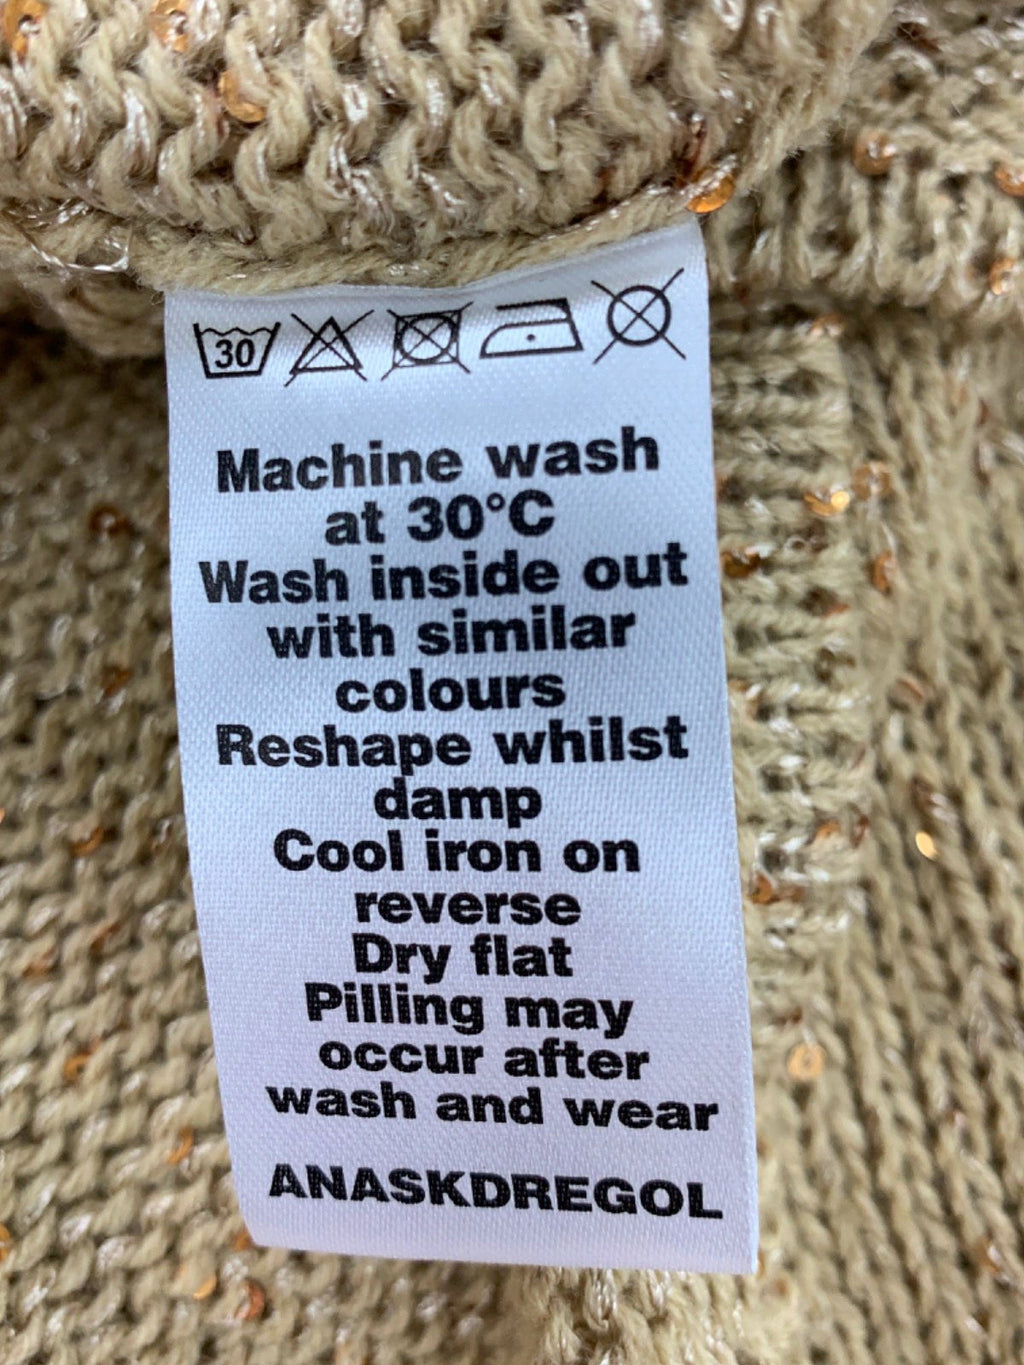 30
Machine wash
at 30°C
Wash inside out
with similar
colours
Reshape whilst
damp
Cool iron on
reverse
Dry flat
Pilling may
occur after
wash and wear
ANASKDREGOL